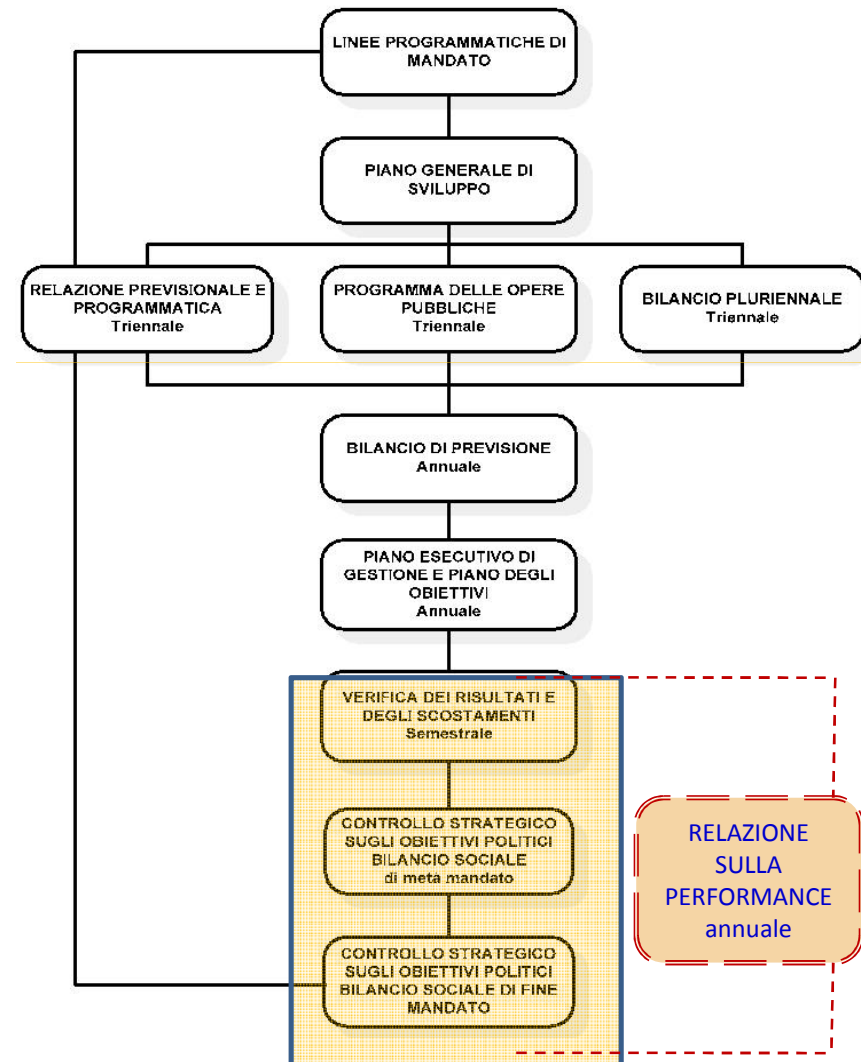 LINEE PROGRAMMATICHE DI
MANDATO
PIANO GENERALE DI
SVILUPPO
RELAZIONE PREVISIONALE E
PROGRAMMATICA
Triennale
PROGRAMMA DELLE OPERE
PUBBLICHE
Triennale
BILANCIO PLURIENNALE
Triennale
BILANCIO DI PREVISIONE
Annuale
PIANO ESECUTIVO DI
GESTIONE E PIANO DEGLI
OBIETTIVI
Annuale
VERIFICA DEI RISULTATI E
DEGLI SCOSTAMENTI
Semestrale
CONTROLLO STRATEGICO
SUGLI OBIETTIVI POLITICI
BILANCIO SOCIALE
di metà mandato
RELAZIONE
SULLA
PERFORMANCE
annuale
CONTROLLO STRATEGICO
SUGLI OBIETTIVI POLITICI
BILANCIO SOCIALE DI FINE
MANDATO